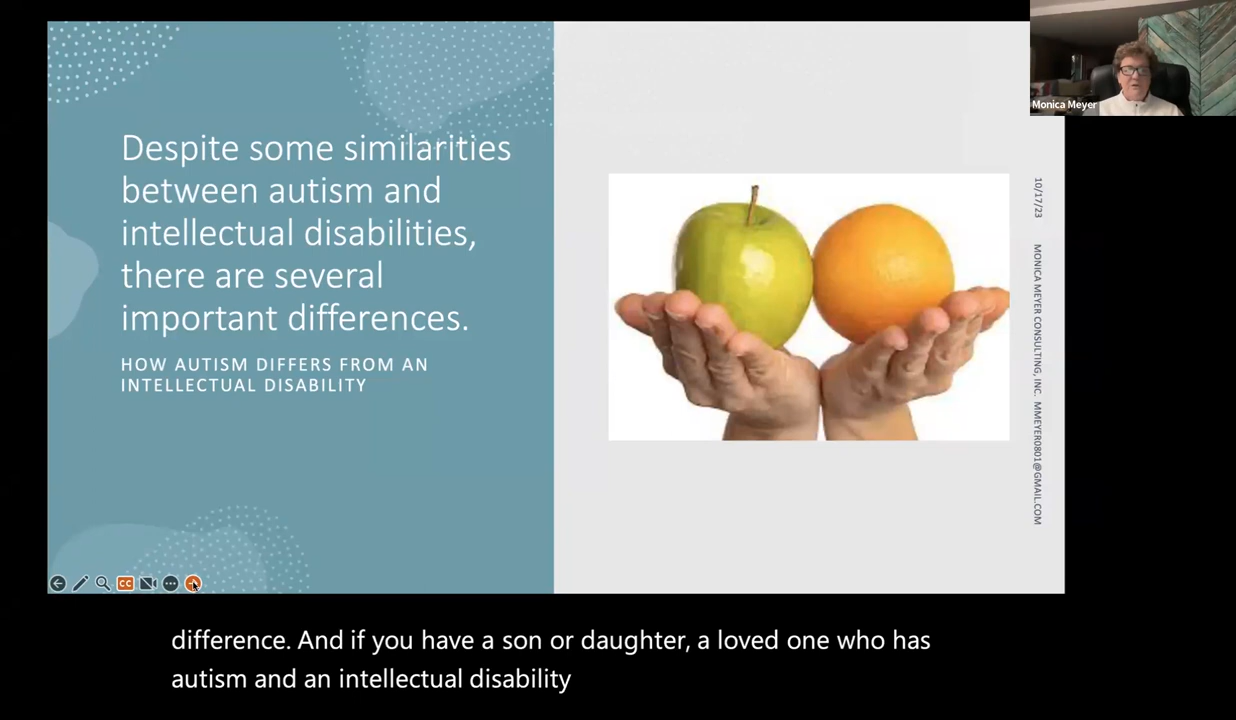 Despite some similarities
between autism and
intellectual disabilities,
there are several
important differences.
HOW AUTISM DIFFERS FROM AN
INTELLECTUAL DISABILITY
10/17/23
MONICA MEYER CONSULTING, INC. MMEYER0801@GMAIL.COM
Monica Meyer
CC
difference. And if you have a son or daughter, a loved one who has
autism and an intellectual disability